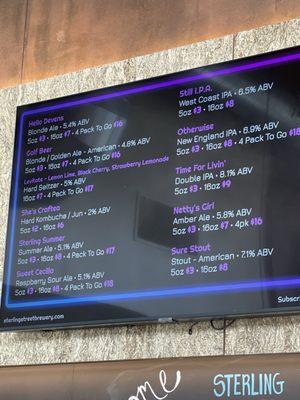 Hello Devens
Blonde Ale · 5.4% ABV
5oz $3 · 16oz $7 · 4 Pack To Go $16
Golf Beer
Blonde / Golden Ale - American · 4.6% ABV
5oz $3 · 16oz $7 · 4 Pack To Go $16
Levitate - Lemon Lime, Black Cherry, Strawberry Lemonade
Hard Seltzer · 5% ABV
16oz $7 · 4 Pack To Go $17
She's Craftea
Hard Kombucha / Jun · 2% ABV
5oz $2 · 16oz $6
Sterling Summer
Summer Ale · 5.1% ABV
5oz $3 · 16oz $8 · 4 Pack To Go $17
Sweet Cecilia
Raspberry Sour Ale · 5.1% ABV
5oz $3 · 16oz $8 · 4 Pack To Go $18
Still I.P.A.
West Coast IPA · 6.5% ABV
5oz $3 · 16oz $8
Otherwise
New England IPA · 6.9% ABV
5oz $3 · 16oz $8 · 4 Pack To Go $18
Time For Livin'
Double IPA · 8.1% ABV
5oz $3 · 16oz $9
Netty's Girl
Amber Ale · 5.8% ABV
5oz $3 · 16oz $7 · 4pk $16
Sure Stout
Stout - American · 7.1% ABV
5oz $3 · 16oz $8
Subscr
sterlingstreetbrewery.com
ome
STERLING